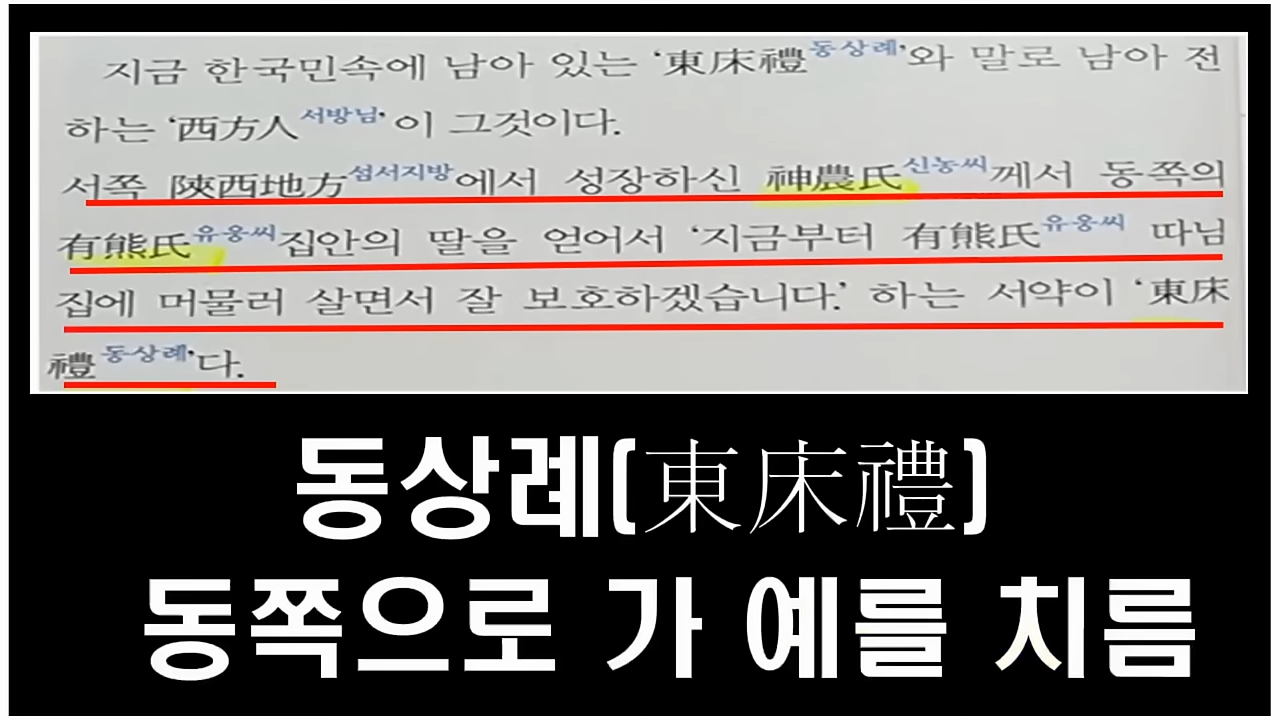 지금 한국민속에 남아 있는 ‘東床禮동상례’와 말로 남아 전
하는 ‘西方人서방님’이 그것이다.
서쪽 陝西地方섬서지방에서 성장하신 神農氏신농씨께서 동쪽의
有熊氏유웅씨집안의 딸을 얻어서 ‘지금부터 有熊氏유웅씨 따님
집에 머물러 살면서 잘 보호하겠습니다.’ 하는 서약이 ‘東床
禮동상례’다.
동상례(東床禮)
동쪽으로 가 예를 치름